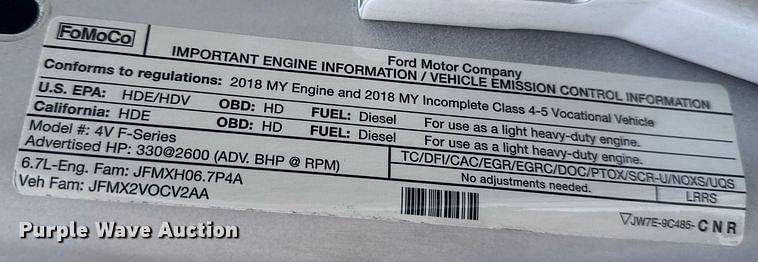 FoMoCo
Ford Motor Company
IMPORTANT ENGINE INFORMATION / VEHICLE EMISSION CONTROL INFORMATION
Conforms to regulations: 2018 MY Engine and 2018 MY Incomplete Class 4-5 Vocational Vehicle
U.S. EPA: HDE/HDV OBD: HD FUEL: Diesel For use as a light heavy-duty engine.
California: HDE OBD: HD FUEL: Diesel For use as a light heavy-duty engine.
Model #: 4V F-Series
Advertised HP: 330@2600 (ADV. BHP @ RPM) TC/DFI/CAC/EGR/EGRC/DOC/PTOX/SCR-U/NOXS/UQS
6.7L-Eng. Fam: JFMXH06.7P4A No adjustments needed. LRRS
Veh Fam: JFMX2VOCV2AA JW7E-9C485-CNR
Purple Wave Auction